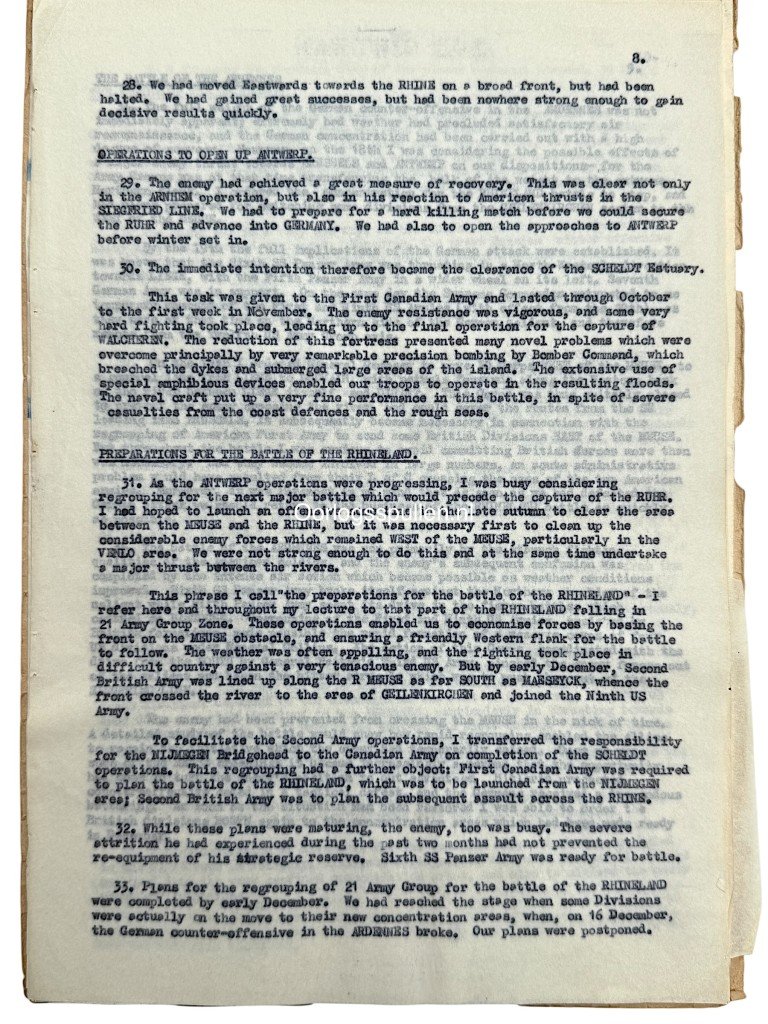 8.
28. We had moved Eastwards towards the RHINE on a broad front, but had been
halted. We had gained great successes, but had been nowhere strong enough to gain
decisive results quickly.
OPERATIONS TO OPEN UP ANTWERP.
29. The enemy had achieved a great measure of recovery. This was clear not only
in the ARNHEM operation, but also in his reaction to American thrusts in the
SIEGFRIED LINE. We had to prepare for a hard killing match before we could secure
the RUHR and advance into GERMANY. We had also to open the approaches to ANTWERP
before winter set in.
30. The immediate intention therefore became the clearance of the SCHELDT Estuary.
This task was given to the First Canadian Army and lasted through October
to the first week in November. The enemy resistance was vigorous, and some very
hard fighting took place, leading up to the final operation for the capture of
WALCHEREN. The reduction of this fortress presented many novel problems which were
overcome principally by very remarkable precision bombing by Bomber Command, which
breached the dykes and submerged large areas of the island. The extensive use of
special amphibious devices enabled our troops to operate in the resulting floods.
The naval craft put up a very fine performance in this battle, in spite of severe
casualties from the coast defences and the rough seas.
PREPARATIONS FOR THE BATTLE OF THE RHINELAND.
31. As the ANTWERP operations were progressing, I was busy considering
regrouping for the next major battle which would precede the capture of the RUHR.
I had hoped to launch an off late autumn to clear the area
Oorlogsspullen.nl
between the MEUSE and the RHINE, but it was necessary first to clean up the
considerable enemy forces which remained WEST of the MEUSE, particularly in the
VENLO area. We were not strong enough to do this and at the same time undertake
a major thrust between the rivers.
This phrase I call "the preparations for the battle of the RHINELAND" - I
refer here and throughout my lecture to that part of the RHINELAND falling in
21 Army Group Zone. These operations enabled us to economise forces by basing the
front on the MEUSE obstacle, and ensuring a friendly Western flank for the battle
to follow. The weather was often appalling, and the fighting took place in
difficult country against a very tenacious enemy. But by early December, Second
British Army was lined up along the R MEUSE as far SOUTH as MAESEYCK, whence the
front crossed the river to the area of GEILENKIRCHEN and joined the Ninth US
Army.
To facilitate the Second Army operations, I transferred the responsibility
for the NIJMEGEN Bridgehead to the Canadian Army on completion of the SCHELDT
operations. This regrouping had a further object: First Canadian Army was required
to plan the battle of the RHINELAND, which was to be launched from the NIJMEGEN
area; Second British Army was to plan the subsequent assault across the RHINE.
32. While these plans were maturing, the enemy, too was busy. The severe
attrition he had experienced during the past two months had not prevented the
re-equipment of his strategic reserve. Sixth SS Panzer Army was ready for battle.
33. Plans for the regrouping of 21 Army Group for the battle of the RHINELAND
were completed by early December. We had reached the stage when some Divisions
were actually on the move to their new concentration areas, when, on 16 December,
the German counter-offensive in the ARDENNES broke. Our plans were postponed.